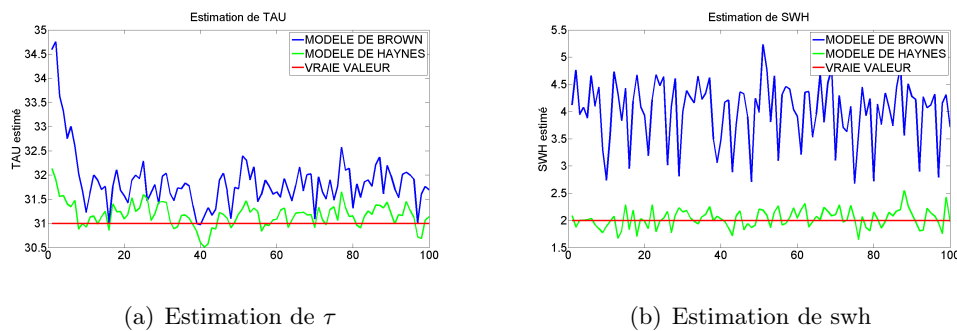 Estimation de TAU
35
34.5
34
33.5
33
32.5
32
31.5
31
30.5
TAU estimé
MODELE DE BROWN
MODELE DE HAYNES
VRAIE VALEUR
0 20 40 60 80 100
(a) Estimation de τ
Estimation de SWH
5.5
5
4.5
4
3.5
3
2.5
2
1.5
SWH estimé
MODELE DE BROWN
MODELE DE HAYNES
VRAIE VALEUR
0 20 40 60 80 100
(b) Estimation de swh